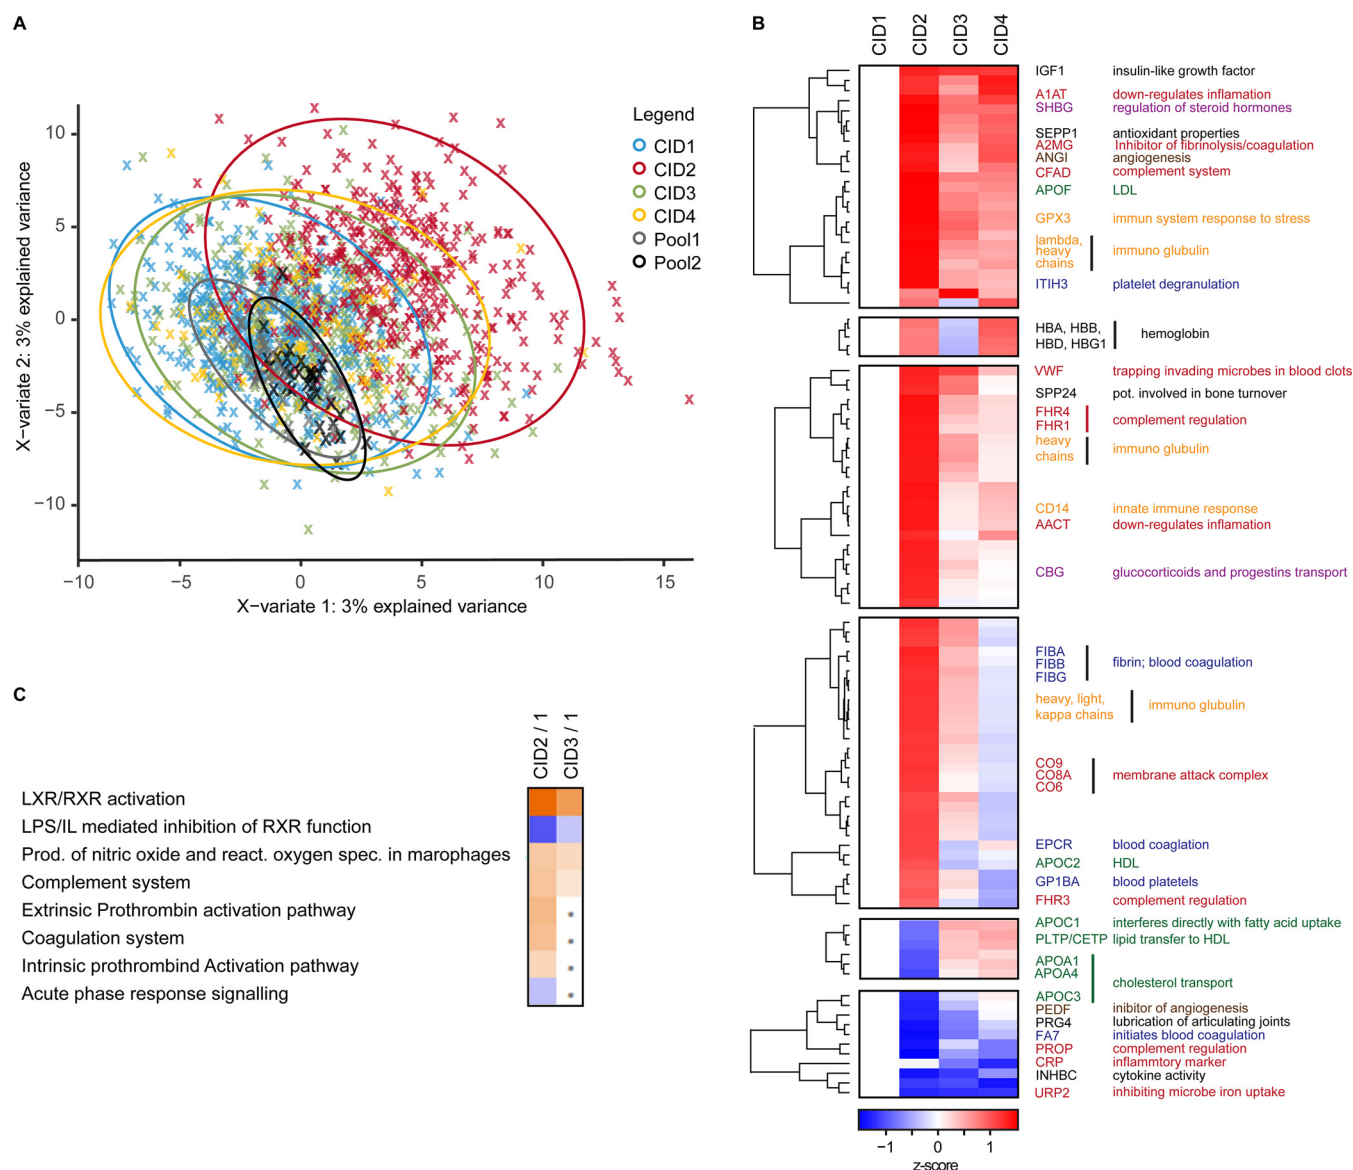 A
10
5
0
−5
−10
X−variate 2: 3% explained variance
−10
−5
0
5
10
15
X−variate 1: 3% explained variance
Legend
CID1
CID2
CID3
CID4
Pool1
Pool2
B
CID1
CID2
CID3
CID4
IGF1 insulin-like growth factor
A1AT down-regulates inflamation
SHBG regulation of steroid hormones
SEPP1 antioxidant properties
A2MG Inhibitor of fibrinolysis/coagulation
ANGI angiogenesis
CFAD complement system
APOF LDL
GPX3 immun system response to stress
lambda,
heavy immuno glubulin
chains
ITIH3 platelet degranulation
HBA, HBB, hemoglobin
HBD, HBG1
VWF trapping invading microbes in blood clots
SPP24 pot. involved in bone turnover
FHR4 complement regulation
FHR1
heavy immuno glubulin
chains
CD14 innate immune response
AACT down-regulates inflamation
CBG glucocorticoids and progestins transport
FIBA
FIBB fibrin; blood coagulation
FIBG
heavy, light, immuno glubulin
kappa chains
CO9
CO8A membrane attack complex
CO6
EPCR blood coaglation
APOC2 HDL
GP1BA blood platelets
FHR3 complement regulation
APOC1 interferes directly with fatty acid uptake
PLTP/CETP lipid transfer to HDL
APOA1
APOA4 cholesterol transport
APOC3
PEDF inibitor of angiogenesis
PRG4 lubrication of articulating joints
FA7 initiates blood coagulation
PROP complement regulation
CRP inflammtory marker
INHBC cytokine activity
URP2 inhibiting microbe iron uptake
−1 0 1
z-score
C
CID2 / 1
CID3 / 1
LXR/RXR activation
LPS/IL mediated inhibition of RXR function
Prod. of nitric oxide and react. oxygen spec. in marophages
Complement system
Extrinsic Prothrombin activation pathway
Coagulation system
Intrinsic prothrombind Activation pathway
Acute phase response signalling